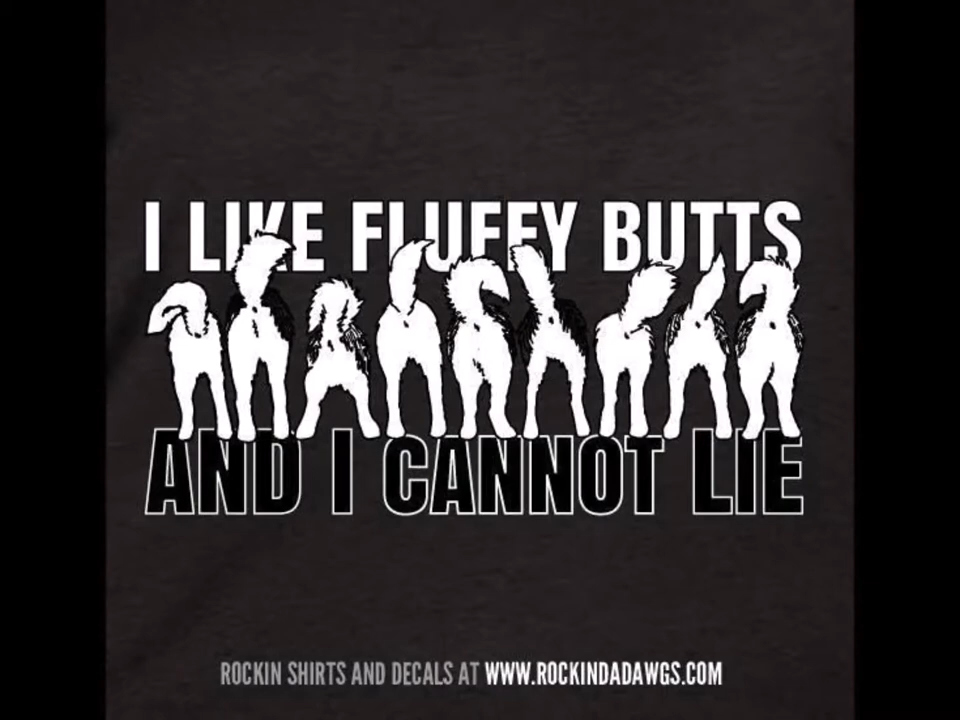 I LIKE FLUFFY BUTTS
AND I CANNOT LIE
ROCKIN SHIRTS AND DECALS AT WWW.ROCKINDADAWGS.COM